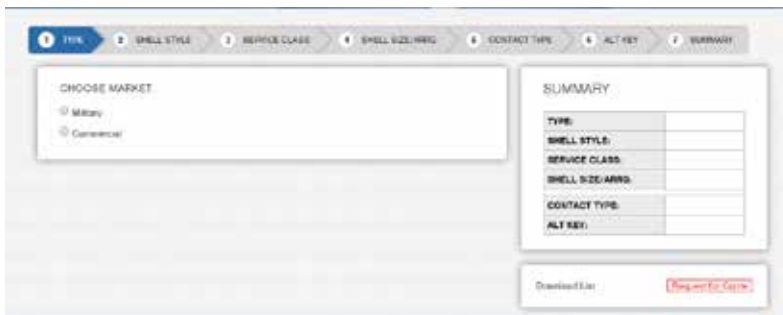 1 TYPE 2 SHELL STYLE 3 SERVICE CLASS 4 SHELL SIZE/ARRG 5 CONTACT TYPE 6 ALT KEY 7 SUMMARY
CHOOSE MARKET
Military
Commercial
SUMMARY
TYPE:
SHELL STYLE:
SERVICE CLASS:
SHELL SIZE/ARRG:
CONTACT TYPE:
ALT KEY:
Download List
Request for Quote